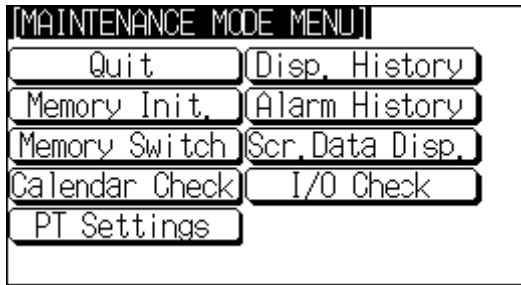 [MAINTENANCE MODE MENU]
Quit Disp. History
Memory Init. Alarm History
Memory Switch Scr.Data Disp.
Calendar Check I/O Check
PT Settings